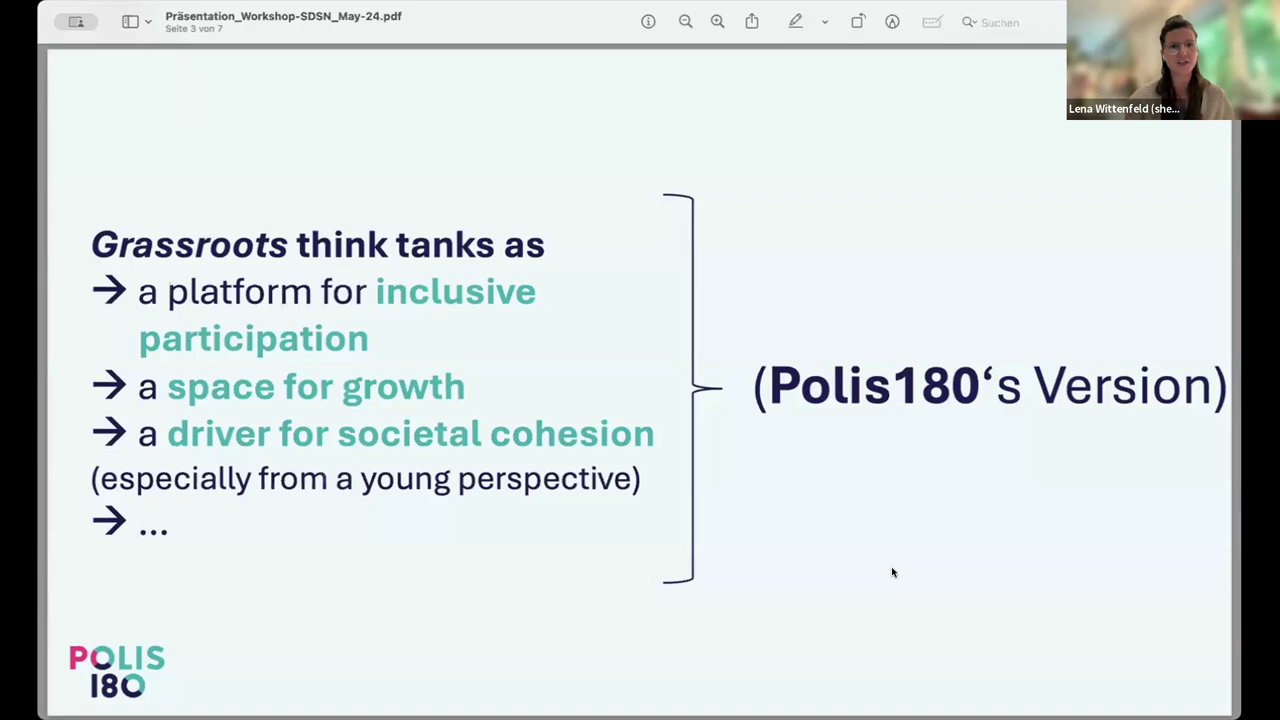 Präsentation_Workshop-SDSN_May-24.pdf
Seite 3 von 7
Suchen
Lena Wittenfeld (she...
Grassroots think tanks as
→ a platform for inclusive
participation
→ a space for growth
→ a driver for societal cohesion
(especially from a young perspective)
→ ...
(Polis180‘s Version)
POLIS
180